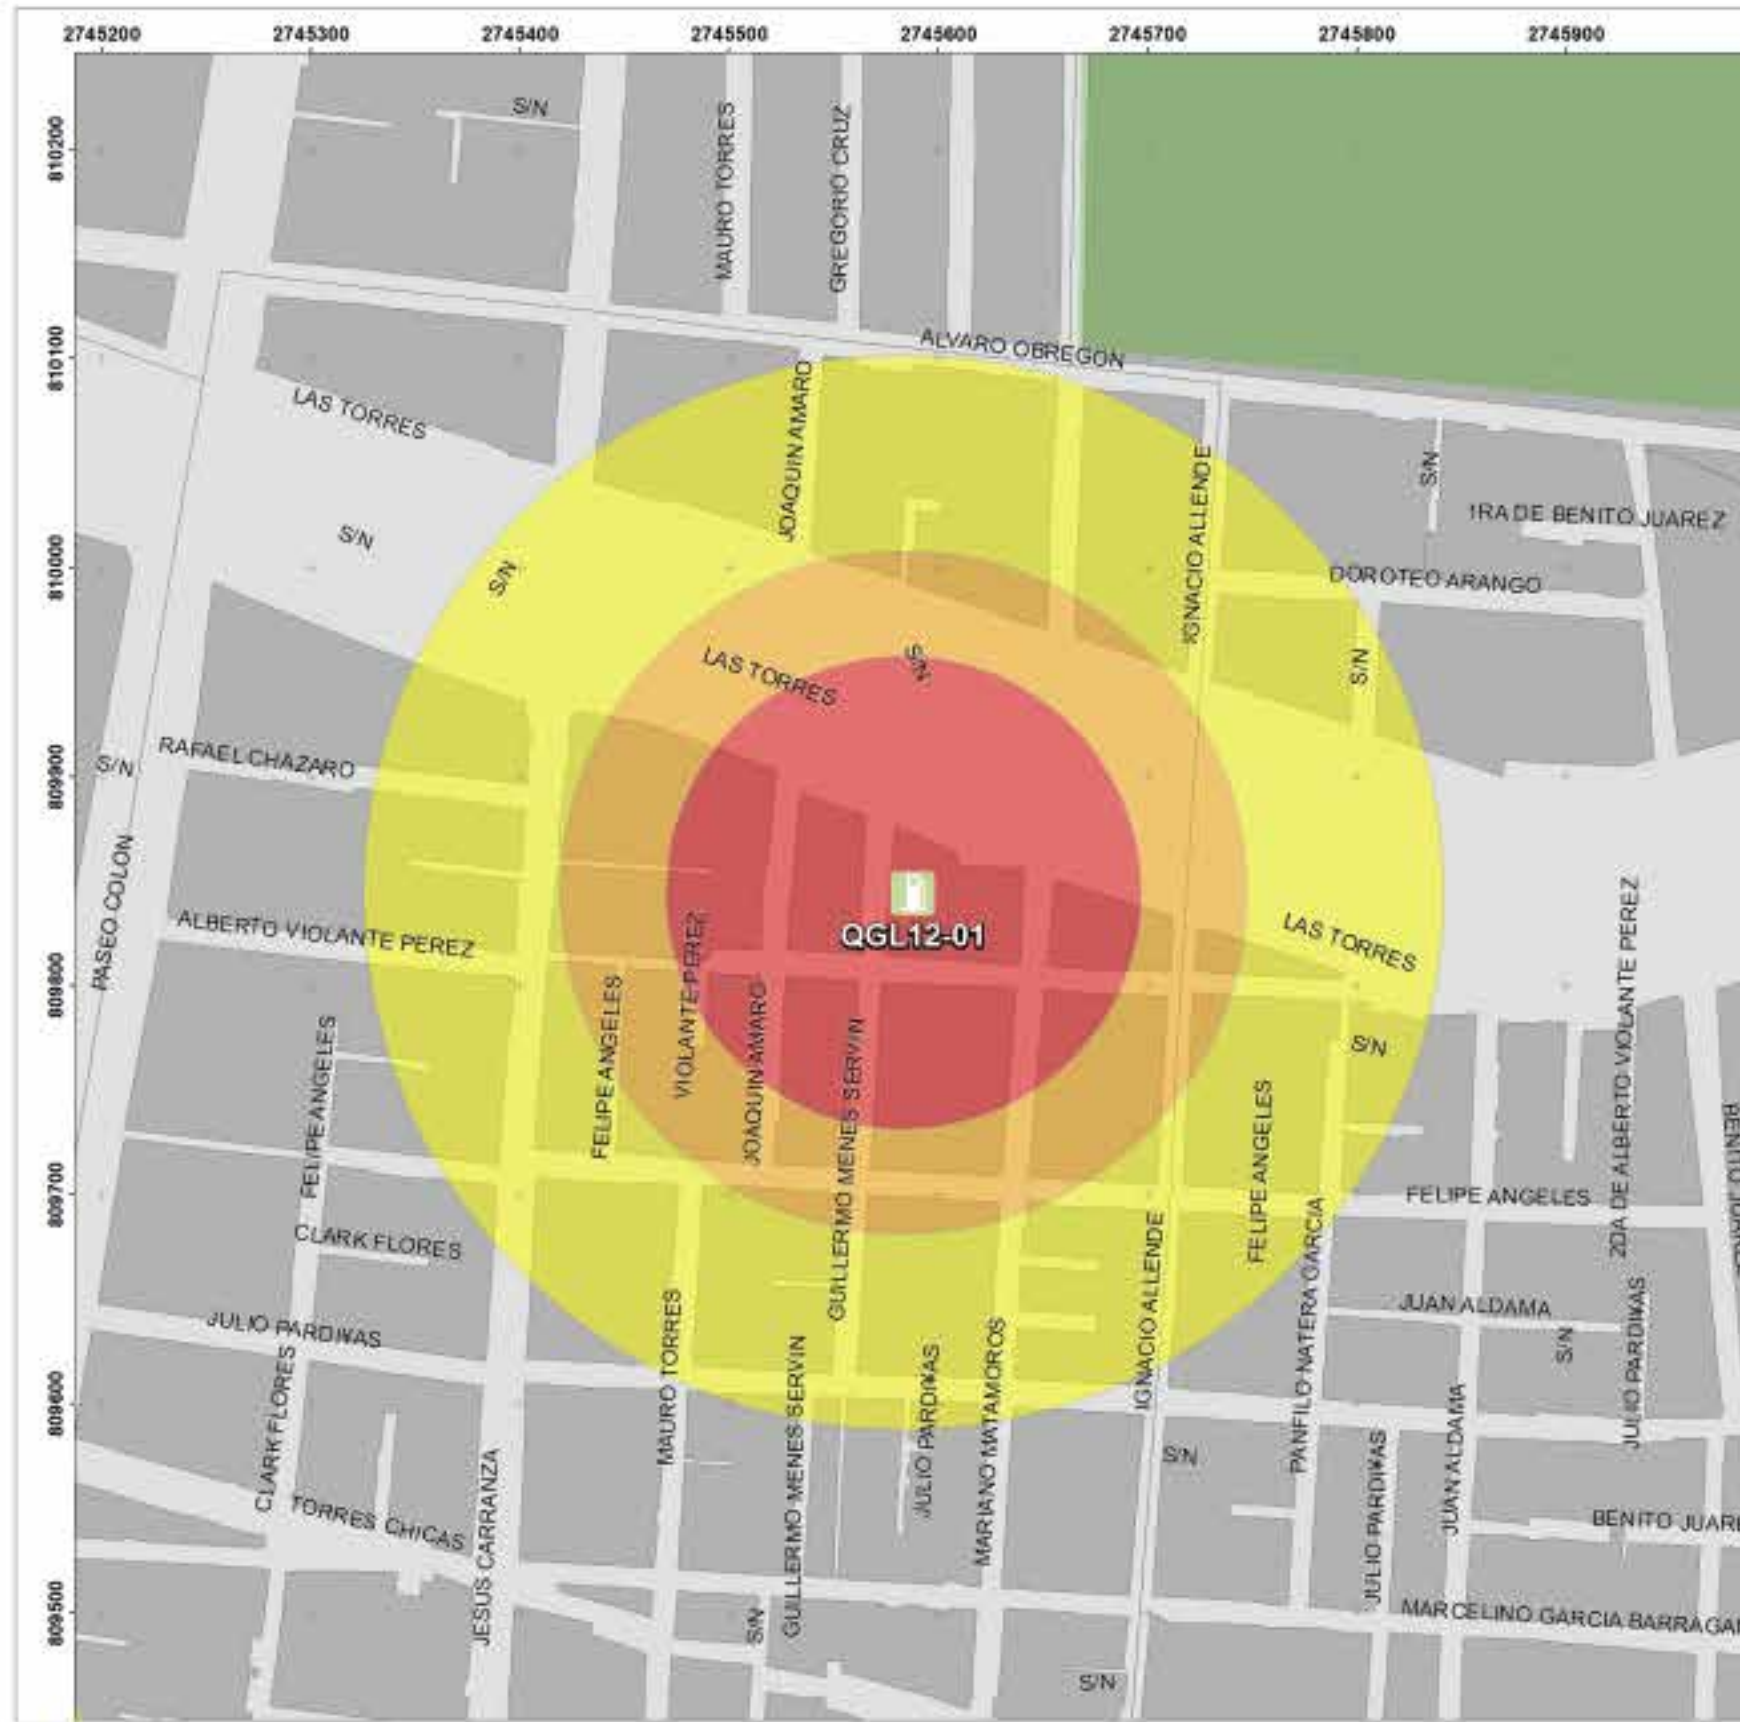 2745200 2745300 2745400 2745500 2745600 2745700 2745800 2745900
810200
810100
810000
809900
809800
809700
809600
809500
S/N
MAURO TORRES
GREGORIO CRUZ
ALVARO OBREGON
LAS TORRES
JOAQUIN AMARO
IGNACIO ALLENDE
S/N
1RA DE BENITO JUAREZ
S/N
S/N
DOROTEO ARANGO
LAS TORRES
S/N
S/N
RAFAEL CHAZARO
S/N
PASEO COLON
ALBERTO VIOLANTE PEREZ
QGL12-01
LAS TORRES
2DA DE ALBERTO VIOLANTE PEREZ
VIOLANTE PEREZ
FELIPE ANGELES
JOAQUIN AMARO
GUILLERMO MENES SERVIN
S/N
FELIPE ANGELES
FELIPE ANGELES
FELIPE ANGELES
CLARK FLORES
IGNACIO ALLENDE
PANFILO NATERA GARCIA
JULIO PARDIÑAS
CLARK FLORES
MAURO TORRES
GUILLERMO MENES SERVIN
JULIO PARDIÑAS
MARIANO MATAMOROS
JUAN ALDAMA
S/N
JULIO PARDIÑAS
S/N
JULIO PARDIÑAS
JUAN ALDAMA
TORRES CHICAS
JESUS CARRANZA
BENITO JUARE
MARCELINO GARCIA BARRAGAN
S/N
S/N